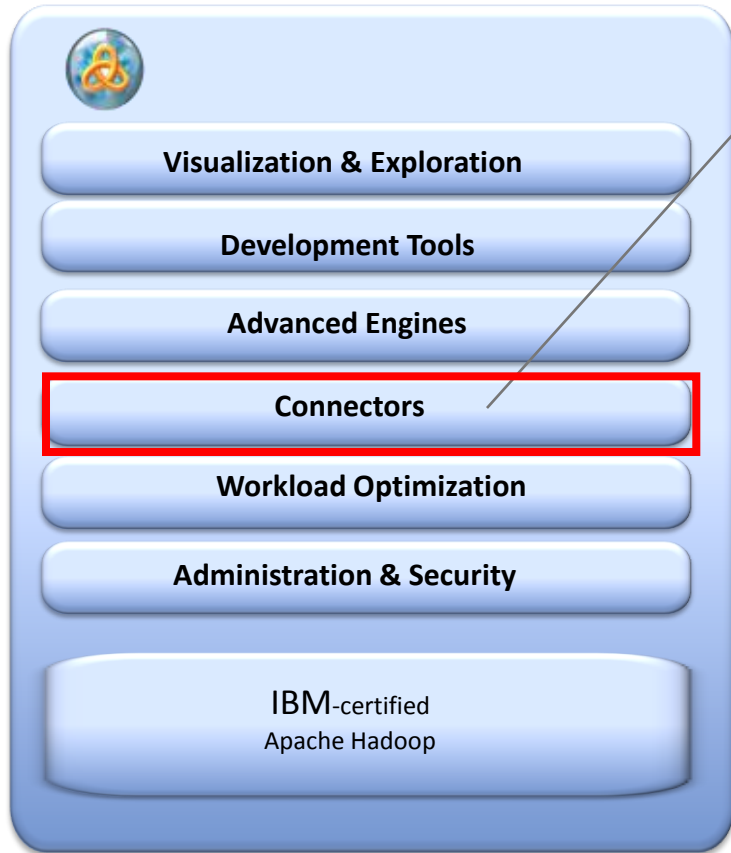 Visualization & Exploration
Development Tools
Advanced Engines
Connectors
Workload Optimization
Administration & Security
IBM-certified
Apache Hadoop